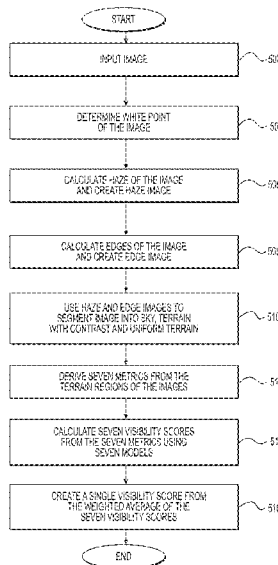 START
INPUT IMAGE
DETERMINE WHITE POINT
OF THE IMAGE
CALCULATE HAZE OF THE IMAGE
AND CREATE HAZE IMAGE
CALCULATE EDGES OF THE IMAGE
AND CREATE EDGE IMAGE
USE HAZE AND EDGE IMAGES TO
SEGMENT IMAGE INTO SKY, TERRAIN
WITH CONTRAST AND UNIFORM TERRAIN
510
DERIVE SEVEN METRICS FROM THE
TERRAIN REGIONS OF THE IMAGES
CALCULATE SEVEN VISIBILITY SCORES
FROM THE SEVEN METRICS USING
SEVEN MODELS
CREATE A SINGLE VISIBILITY SCORE FROM
THE WEIGHTED AVERAGE OF THE
SEVEN VISIBILITY SCORES
END